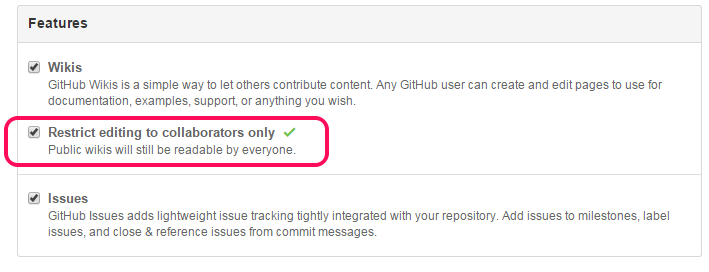 Features
Wikis
GitHub Wikis is a simple way to let others contribute content. Any GitHub user can create and edit pages to use for
documentation, examples, support, or anything you wish.
Restrict editing to collaborators only
Public wikis will still be readable by everyone.
Issues
GitHub Issues adds lightweight issue tracking tightly integrated with your repository. Add issues to milestones, label
issues, and close & reference issues from commit messages.